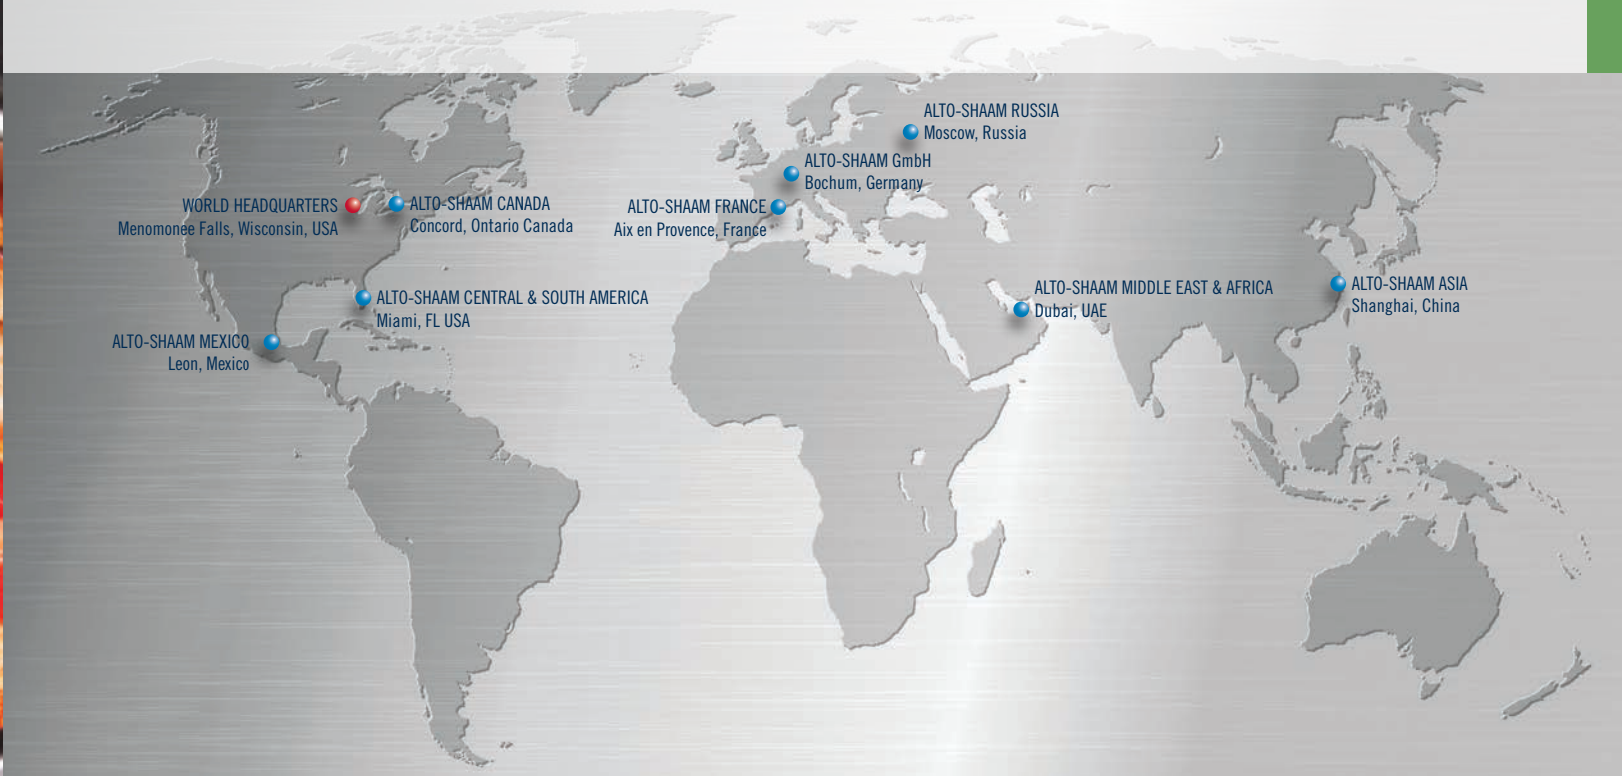 ALTO-SHAAM RUSSIA
Moscow, Russia
ALTO-SHAAM GmbH
Bochum, Germany
WORLD HEADQUARTERS
Menomonee Falls, Wisconsin, USA
ALTO-SHAAM CANADA
Concord, Ontario Canada
ALTO-SHAAM FRANCE
Aix en Provence, France
ALTO-SHAAM CENTRAL & SOUTH AMERICA
Miami, FL USA
ALTO-SHAAM MIDDLE EAST & AFRICA
Dubai, UAE
ALTO-SHAAM ASIA
Shanghai, China
ALTO-SHAAM MEXICO
Leon, Mexico